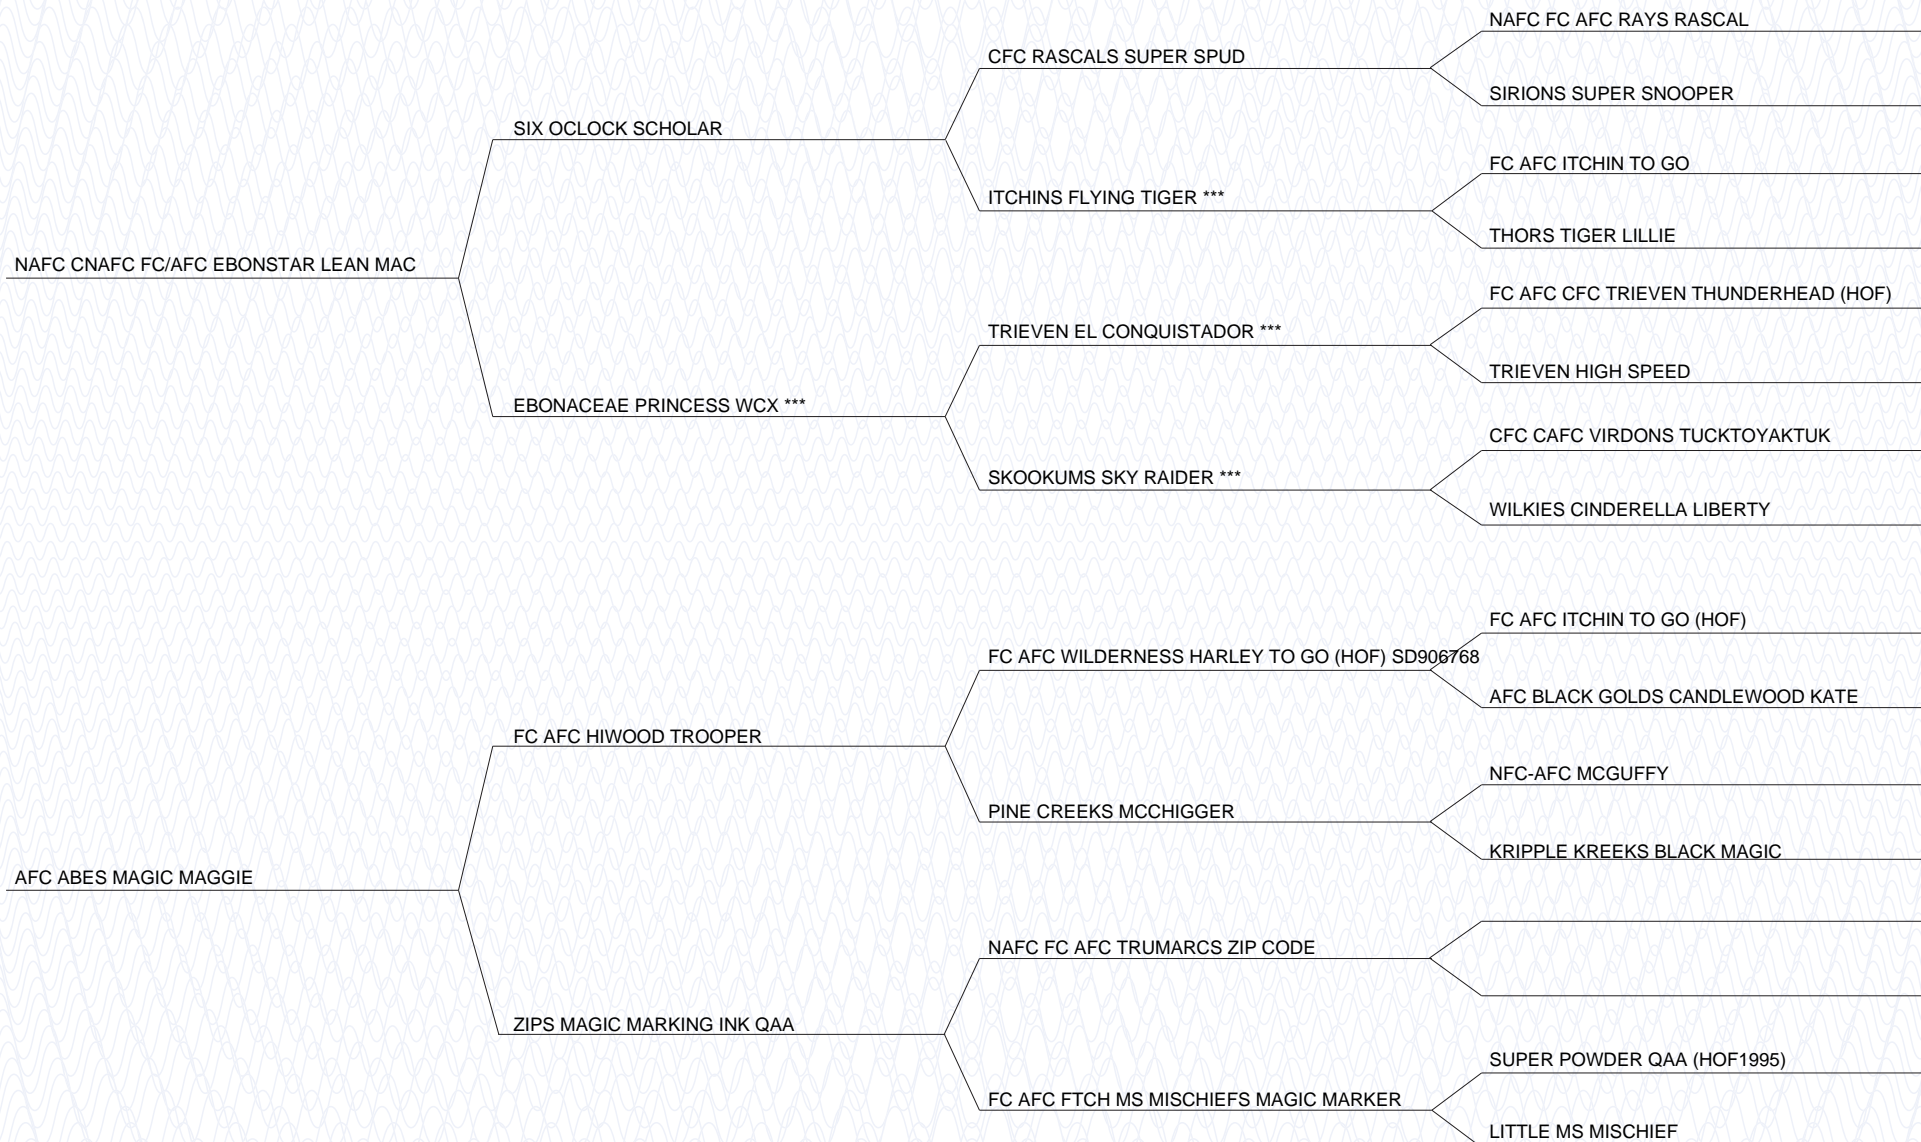 NAFC FC AFC RAYS RASCAL
CFC RASCALS SUPER SPUD
SIRIONS SUPER SNOOPER
SIX OCLOCK SCHOLAR
FC AFC ITCHIN TO GO
ITCHINS FLYING TIGER ***
THORS TIGER LILLIE
NAFC CNAFC FC/AFC EBONSTAR LEAN MAC
FC AFC CFC TRIEVEN THUNDERHEAD (HOF)
TRIEVEN EL CONQUISTADOR ***
TRIEVEN HIGH SPEED
EBONACEAE PRINCESS WCX ***
CFC CAFC VIRDONS TUCKTOYAKTUK
SKOOKUMS SKY RAIDER ***
WILKIES CINDERELLA LIBERTY
FC AFC ITCHIN TO GO (HOF)
FC AFC WILDERNESS HARLEY TO GO (HOF) SD906768
AFC BLACK GOLDS CANDLEWOOD KATE
FC AFC HIWOOD TROOPER
NFC-AFC MCGUFFY
PINE CREEKS MCCHIGGER
KRIPPLE KREEKS BLACK MAGIC
AFC ABES MAGIC MAGGIE
NAFC FC AFC TRUMARCS ZIP CODE
ZIPS MAGIC MARKING INK QAA
SUPER POWDER QAA (HOF1995)
FC AFC FTCH MS MISCHIEFS MAGIC MARKER
LITTLE MS MISCHIEF